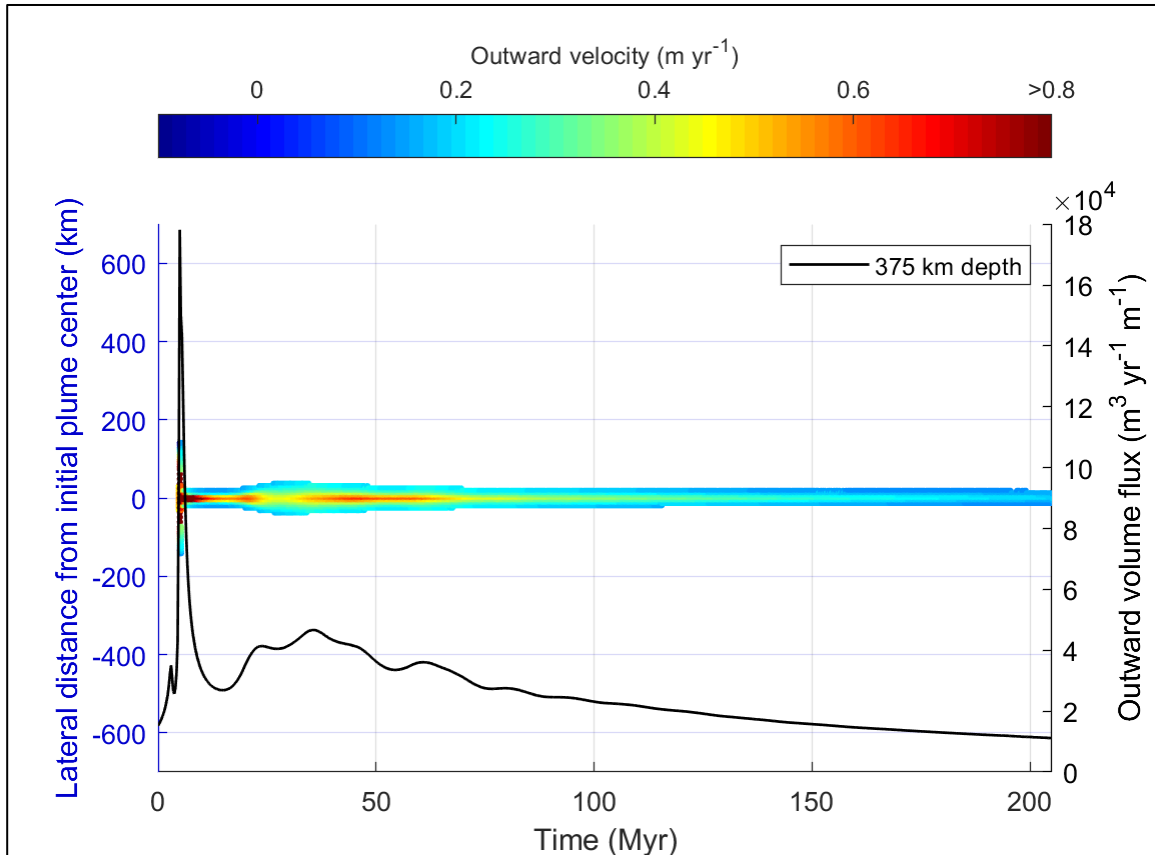 Outward velocity (m yr⁻¹)
0 0.2 0.4 0.6 >0.8
×10⁴
Lateral distance from initial plume center (km)
600
400
200
0
-200
-400
-600
375 km depth
18
16
14
12
10
8
6
4
2
0
Outward volume flux (m³ yr⁻¹ m⁻¹)
0 50 100 150 200
Time (Myr)